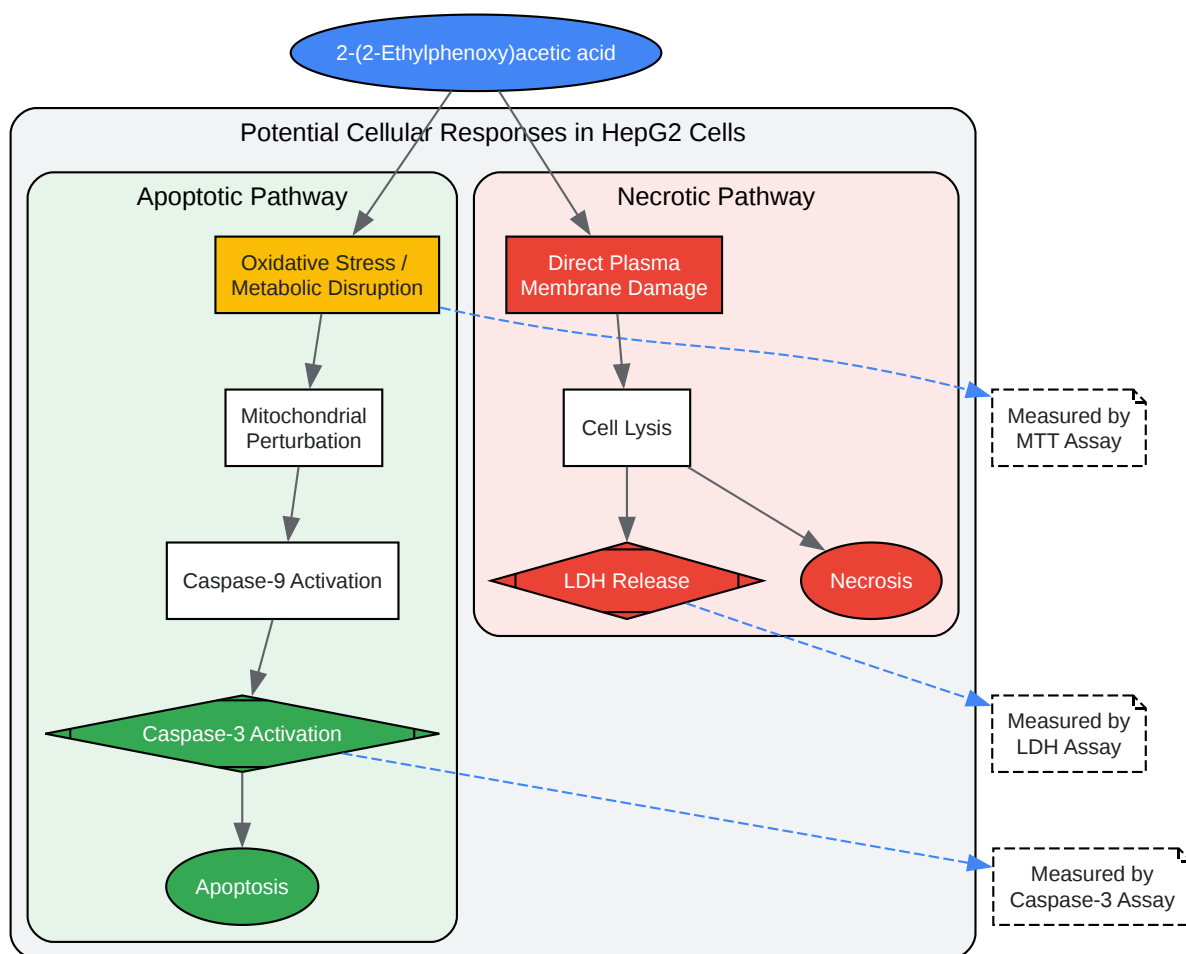 2-(2-Ethylphenoxy)acetic acid
Potential Cellular Responses in HepG2 Cells
Apoptotic Pathway
Necrotic Pathway
Oxidative Stress /
Metabolic Disruption
Direct Plasma
Membrane Damage
Mitochondrial
Perturbation
Cell Lysis
Measured by
MTT Assay
Caspase-9 Activation
LDH Release
Necrosis
Caspase-3 Activation
Measured by
LDH Assay
Apoptosis
Measured by
Caspase-3 Assay